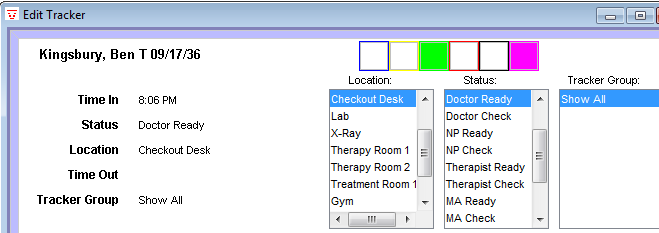 Edit Tracker
Kingsbury, Ben T 09/17/36
Location: Status: Tracker Group:
Time In 8:06 PM
Status Doctor Ready
Location Checkout Desk
Time Out
Tracker Group Show All
Checkout Desk
Lab
X-Ray
Therapy Room 1
Therapy Room 2
Treatment Room 1
Gym
Doctor Ready
Doctor Check
NP Ready
NP Check
Therapist Ready
Therapist Check
MA Ready
MA Check
Show All